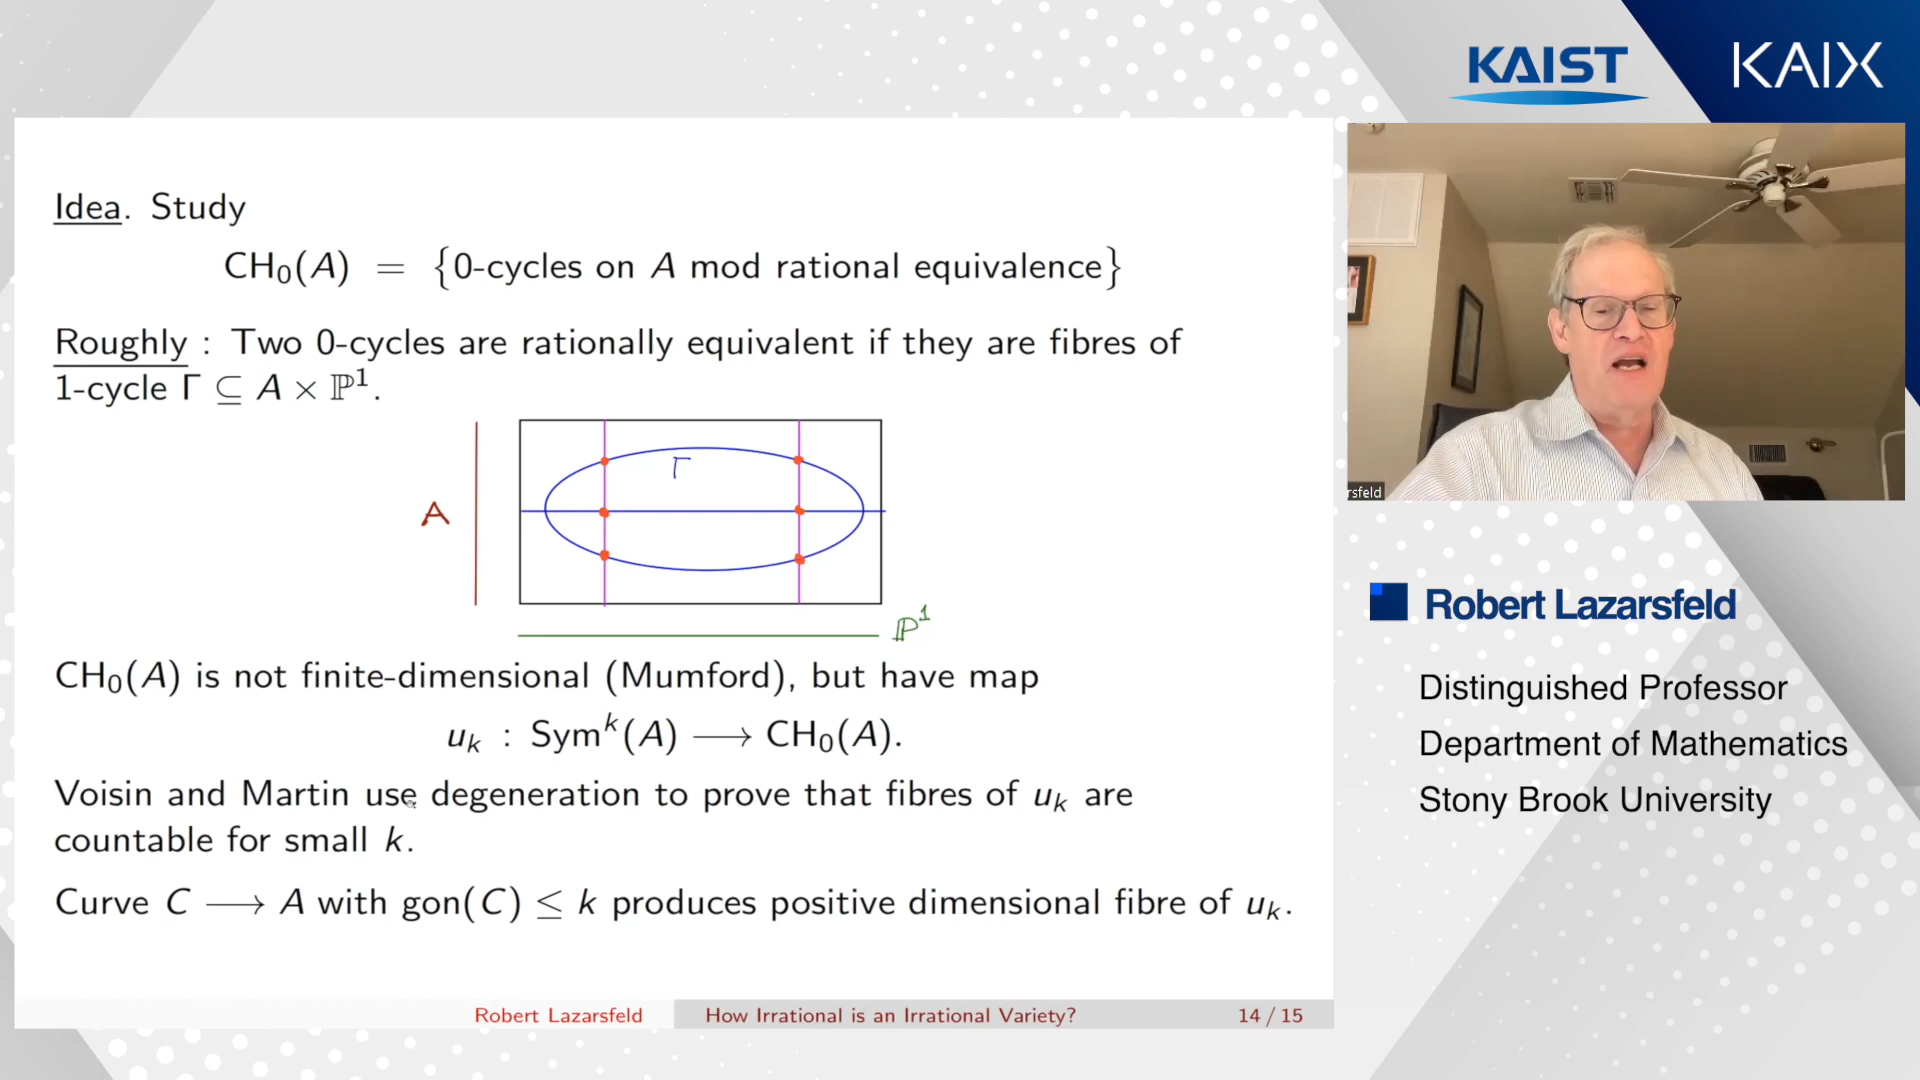 KAIST
KAIX
Idea. Study
CH₀(A) = {0-cycles on A mod rational equivalence}
Roughly : Two 0-cycles are rationally equivalent if they are fibres of
1-cycle Γ ⊆ A × ℙ¹.
Γ
A
ℙ¹
CH₀(A) is not finite-dimensional (Mumford), but have map
uₖ : Symᵏ(A) ⟶ CH₀(A).
Voisin and Martin use degeneration to prove that fibres of uₖ are
countable for small k.
Curve C ⟶ A with gon(C) ≤ k produces positive dimensional fibre of uₖ.
Robert Lazarsfeld How Irrational is an Irrational Variety? 14 / 15
rsfeld
Robert Lazarsfeld
Distinguished Professor
Department of Mathematics
Stony Brook University